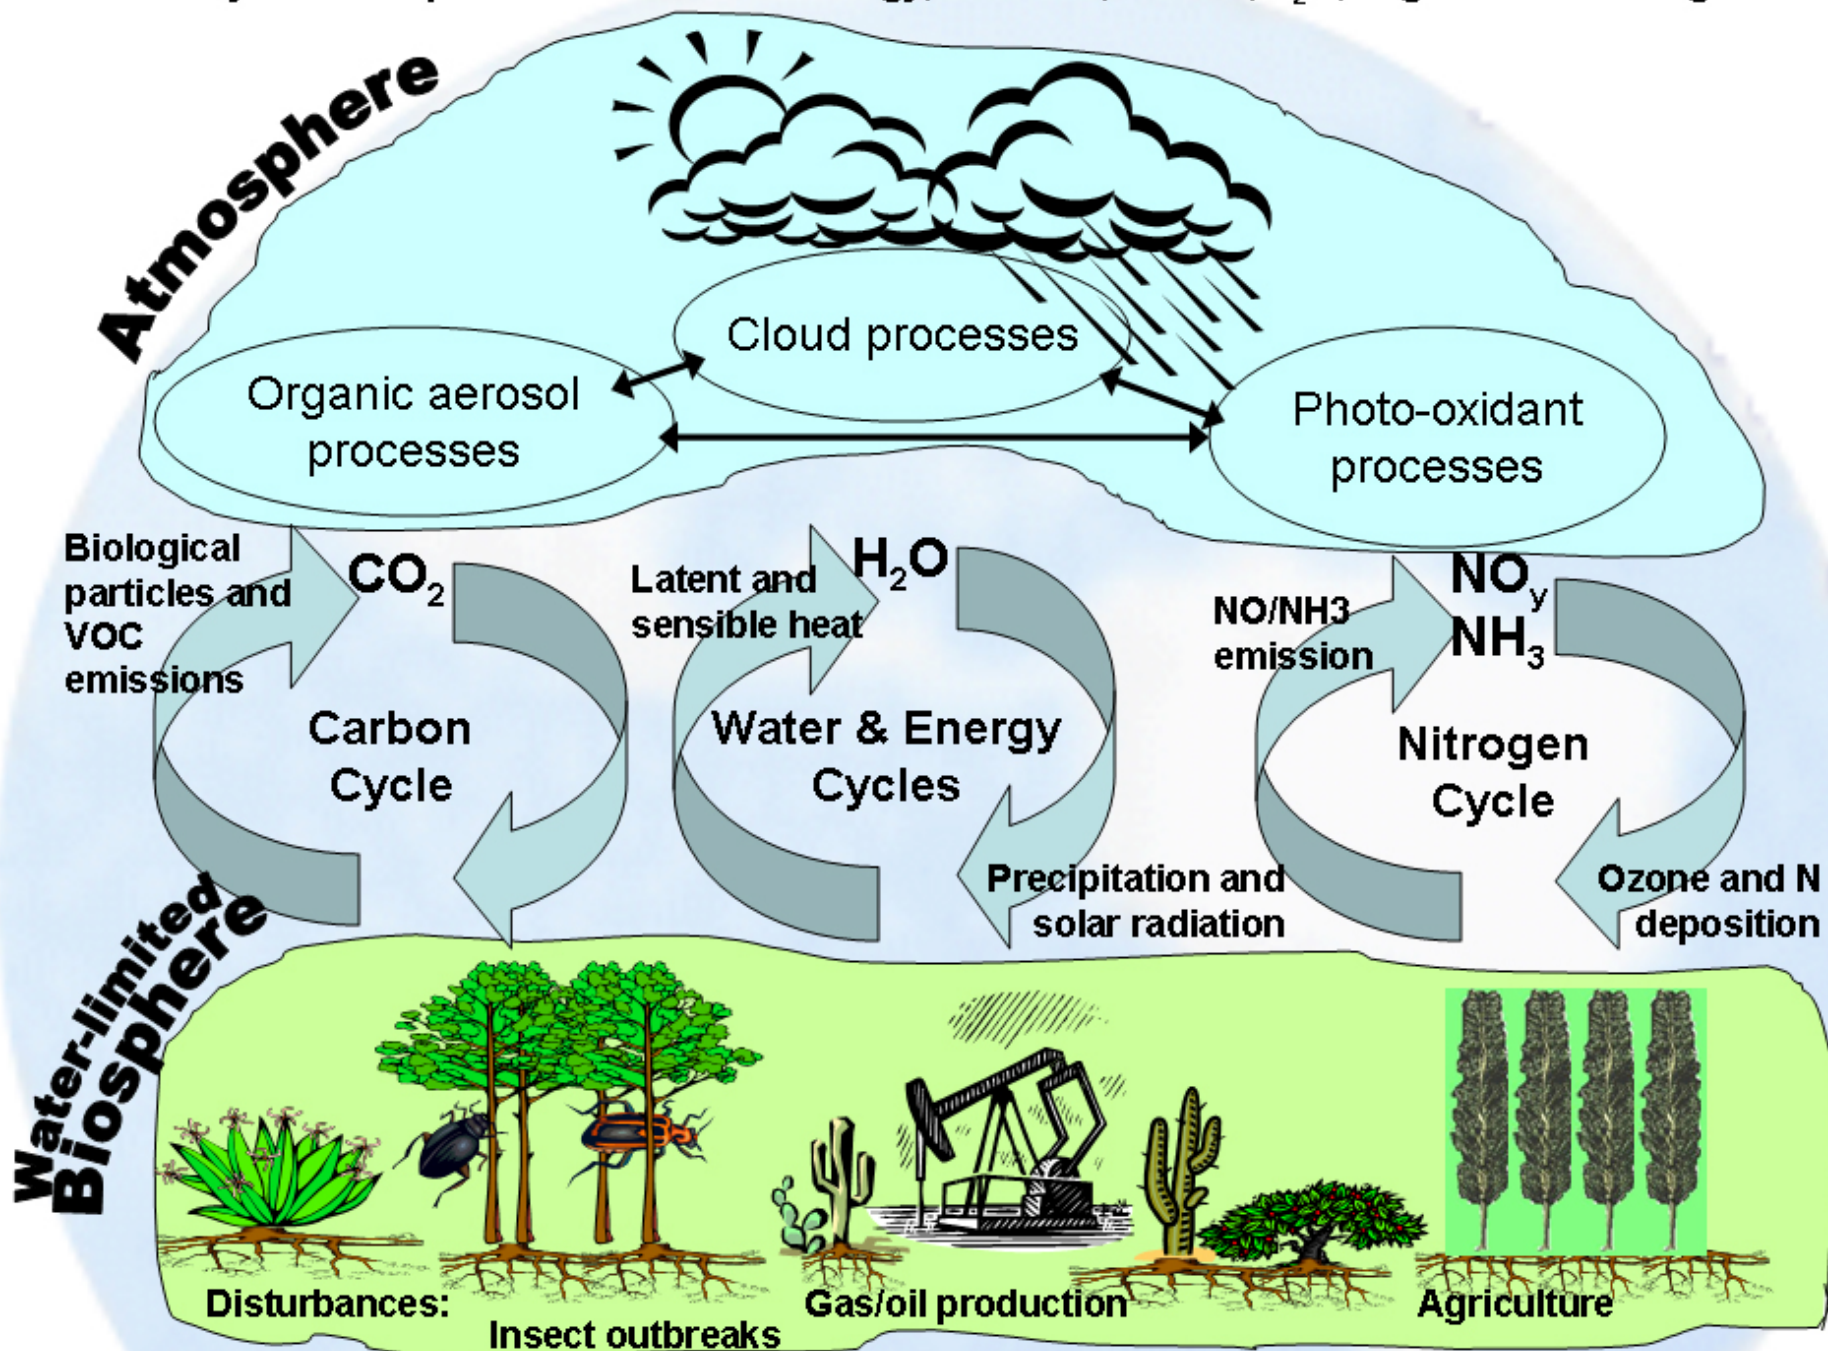 Atmosphere
Cloud processes
Organic aerosol
processes
Photo-oxidant
processes
Biological
particles and
VOC
emissions
CO₂
Carbon
Cycle
Latent and
sensible heat
H₂O
Water & Energy
Cycles
Precipitation and
solar radiation
NO/NH3
emission
NOy
NH₃
Nitrogen
Cycle
Ozone and N
deposition
Water-limited
Biosphere
Disturbances:
Insect outbreaks
Gas/oil production
Agriculture